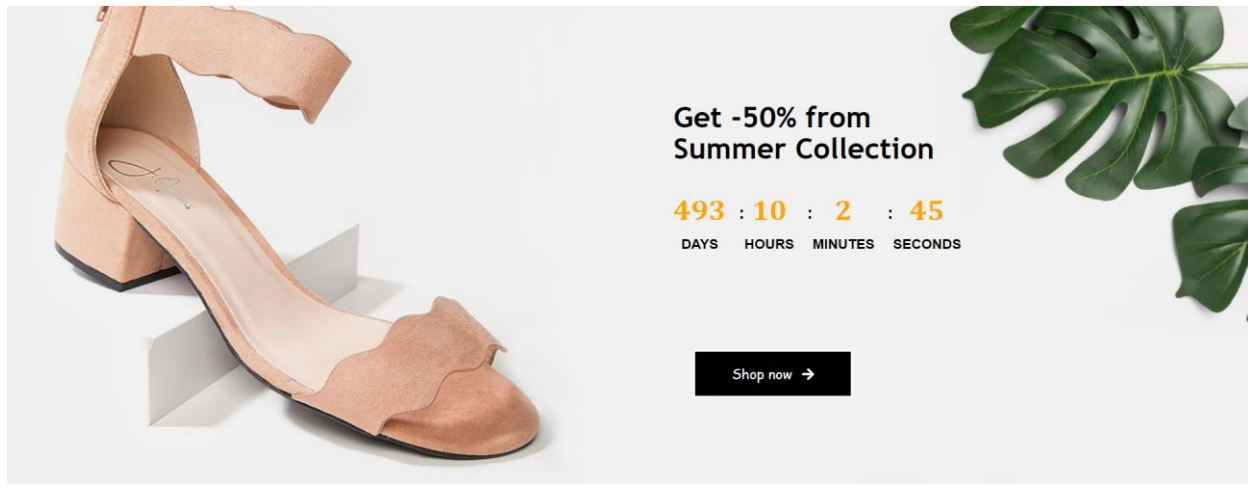 Get -50% from
Summer Collection
493 : 10 : 2 : 45
DAYS HOURS MINUTES SECONDS
Shop now →